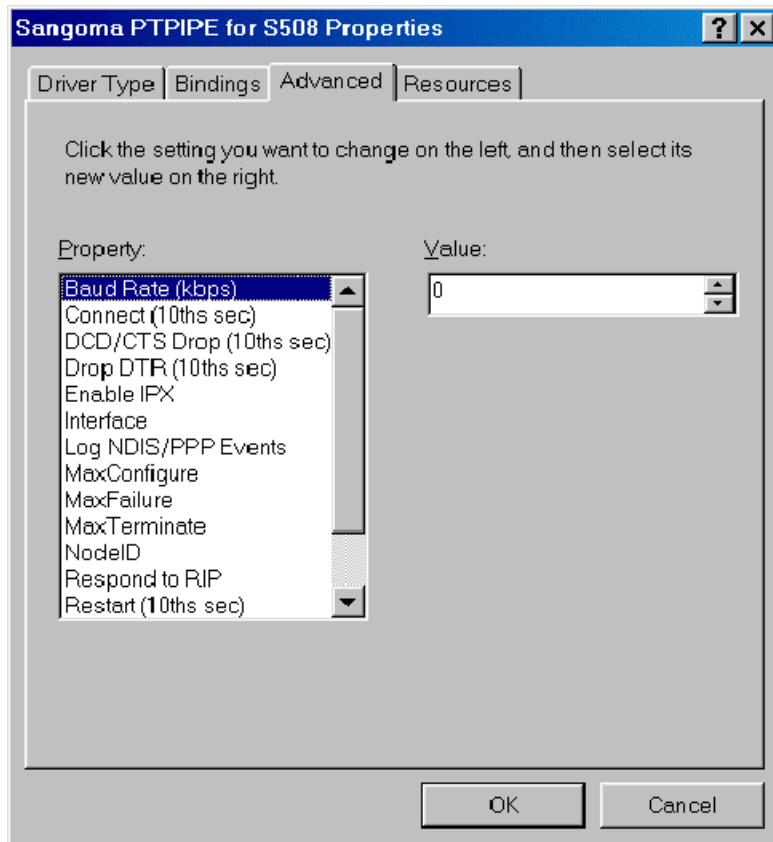 Sangoma PTPIPE for S508 Properties
Driver Type Bindings Advanced Resources
Click the setting you want to change on the left, and then select its
new value on the right.
Property:
Value:
Baud Rate (kbps)
0
Connect (10ths sec)
DCD/CTS Drop (10ths sec)
Drop DTR (10ths sec)
Enable IPX
Interface
Log NDIS/PPP Events
MaxConfigure
MaxFailure
MaxTerminate
NodeID
Respond to RIP
Restart (10ths sec)
OK Cancel